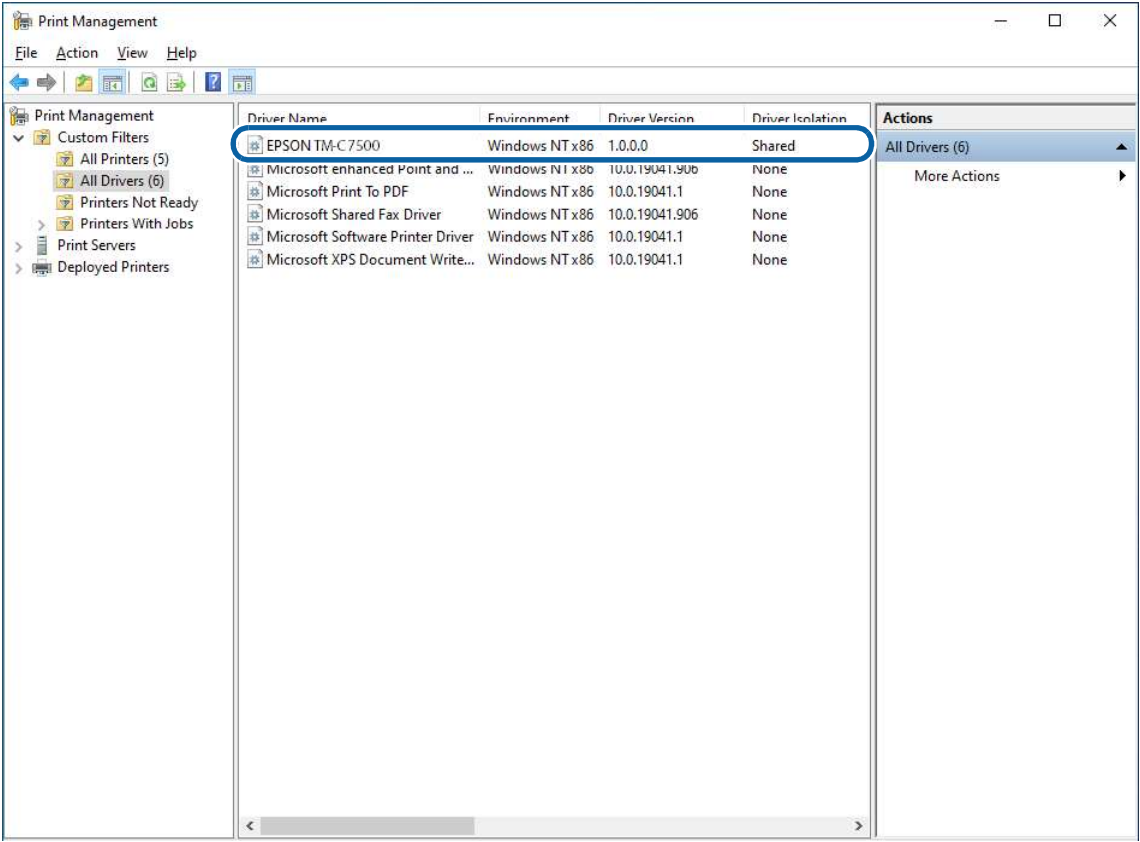 Print Management
File Action View Help
Print Management
Custom Filters
All Printers (5)
All Drivers (6)
Printers Not Ready
Printers With Jobs
Print Servers
Deployed Printers
Driver Name Environment Driver Version Driver Isolation
EPSON TM-C7500 Windows NT x86 1.0.0.0 Shared
Microsoft enhanced Point and ... Windows NT x86 10.0.19041.906 None
Microsoft Print To PDF Windows NT x86 10.0.19041.1 None
Microsoft Shared Fax Driver Windows NT x86 10.0.19041.906 None
Microsoft Software Printer Driver Windows NT x86 10.0.19041.1 None
Microsoft XPS Document Write... Windows NT x86 10.0.19041.1 None
Actions
All Drivers (6)
More Actions